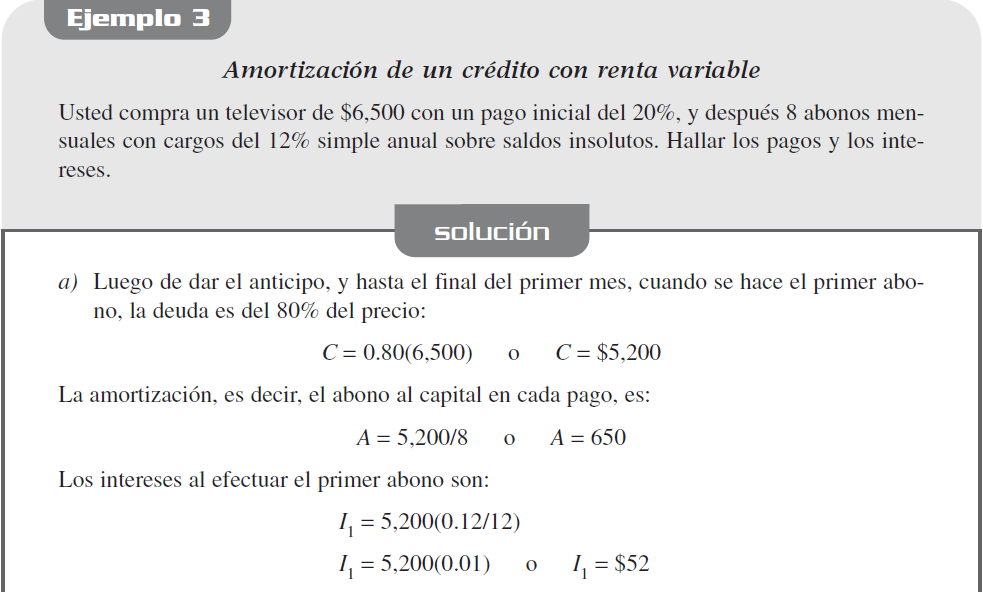 Ejemplo 3
Amortización de un crédito con renta variable
Usted compra un televisor de $6,500 con un pago inicial del 20%, y después 8 abonos men-
suales con cargos del 12% simple anual sobre saldos insolutos. Hallar los pagos y los inte-
reses.
solución
a) Luego de dar el anticipo, y hasta el final del primer mes, cuando se hace el primer abo-
no, la deuda es del 80% del precio:
C = 0.80(6,500) o C = $5,200
La amortización, es decir, el abono al capital en cada pago, es:
A = 5,200/8 o A = 650
Los intereses al efectuar el primer abono son:
I₁ = 5,200(0.12/12)
I₁ = 5,200(0.01) o I₁ = $52